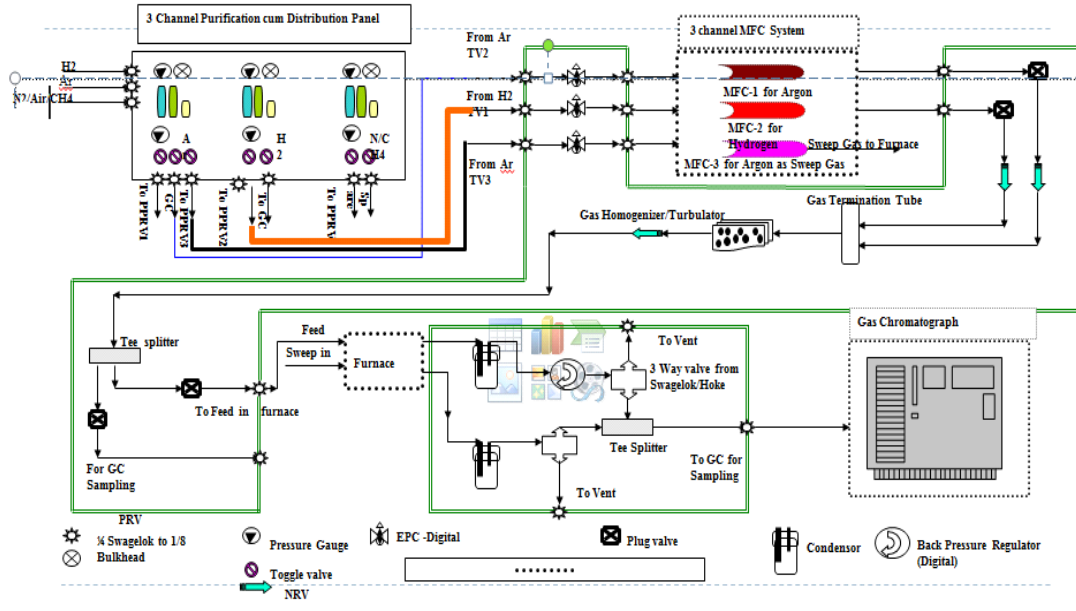 3 Channel Purification cum Distribution Panel
From Ar
TV2
3 channel MFC System
H2
Ar
N2/Air/CH4
MFC-1 for Argon
From H2
TV1
MFC-2 for
Hydrogen
Sweep Gas to Furnace
MFC-3 for Argon as Sweep Gas
A
H
2
N/C
H4
From Ar
TV3
To PPRV1
GC
To PPRV3
To PPRV2
To GC
To PPRV
Sp
are
Gas Termination Tube
Gas Homogenizer/Turbulator
Gas Chromatograph
Tee splitter
Feed
Sweep in
Furnace
To Vent
3 Way valve from
Swagelok/Hoke
To Feed in furnace
Tee Splitter
To GC for
Sampling
For GC
Sampling
To Vent
PRV
¼ Swagelok to 1/8
Bulkhead
Pressure Gauge
EPC -Digital
Plug valve
Condensor
Back Pressure Regulator
(Digital)
Toggle valve
NRV